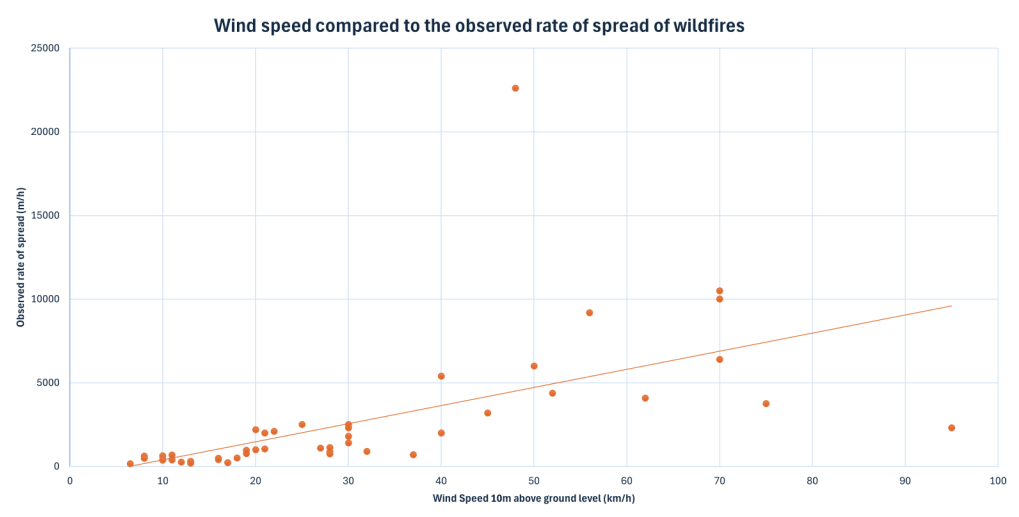 Wind speed compared to the observed rate of spread of wildfires
25000
20000
15000
10000
5000
0
Observed rate of spread (m/h)
0 10 20 30 40 50 60 70 80 90 100
Wind Speed 10m above ground level (km/h)